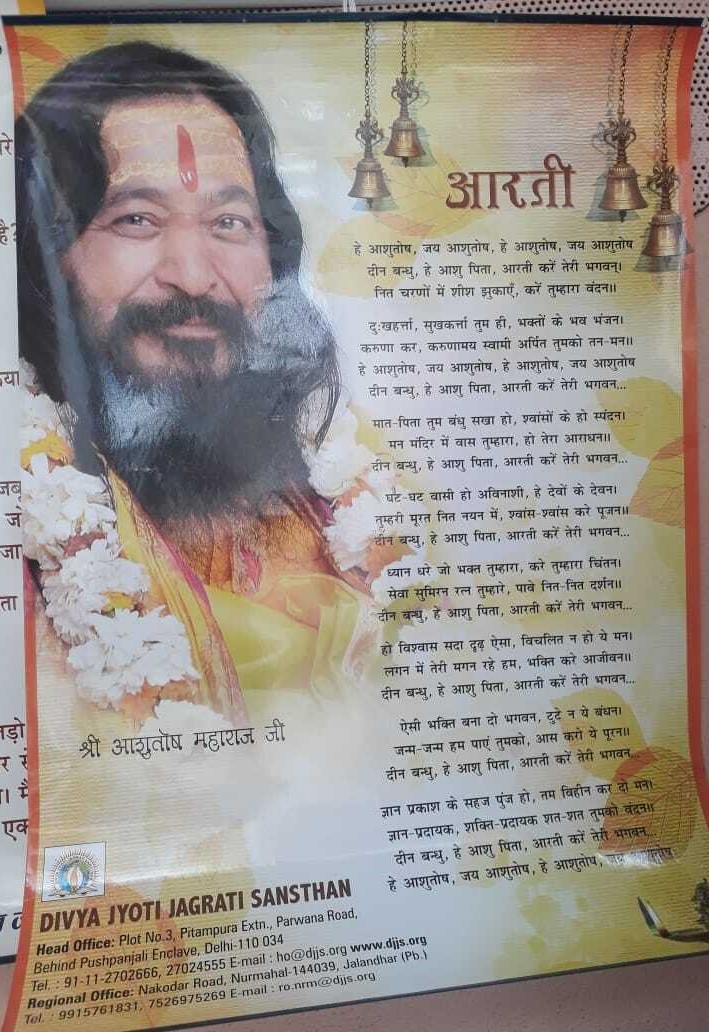 आरती
हे आशुतोष, जय आशुतोष, हे आशुतोष, जय आशुतोष
दीन बन्धु, हे आशु पिता, आरती करें तेरी भगवन्।
नित चरणों में शीश झुकाएँ, करें तुम्हारा वंदन॥
दुःखहर्त्ता, सुखकर्त्ता तुम ही, भक्तों के भव भंजन।
करुणा कर, करुणामय स्वामी अर्पित तुमको तन-मन॥
हे आशुतोष, जय आशुतोष, हे आशुतोष, जय आशुतोष
दीन बन्धु, हे आशु पिता, आरती करें तेरी भगवन...
मात-पिता तुम बंधु सखा हो, श्वांसों के हो स्पंदन।
मन मंदिर में वास तुम्हारा, हो तेरा आराधन॥
दीन बन्धु, हे आशु पिता, आरती करें तेरी भगवन...
घट-घट वासी हो अविनाशी, हे देवों के देवन।
तुम्हरी मूरत नित नयन में, श्वांस-श्वांस करे पूजन॥
दीन बन्धु, हे आशु पिता, आरती करें तेरी भगवन...
ध्यान धरे जो भक्त तुम्हारा, करे तुम्हारा चिंतन।
सेवा सुमिरन रत्न तुम्हारे, पावे नित-नित दर्शन॥
दीन बन्धु, हे आशु पिता, आरती करें तेरी भगवन...
हो विश्वास सदा दृढ़ ऐसा, विचलित न हो ये मन।
लगन में तेरी मगन रहे हम, भक्ति करे आजीवन॥
दीन बन्धु, हे आशु पिता, आरती करें तेरी भगवन...
ऐसी भक्ति बना दो भगवन, टुटे न ये बंधन।
जन्म-जन्म हम पाएं तुमको, आस करो ये पूरन॥
दीन बन्धु, हे आशु पिता, आरती करें तेरी भगवन...
ज्ञान प्रकाश के सहज पुंज हो, तम विहीन कर दो मन।
ज्ञान-प्रदायक, शक्ति-प्रदायक शत-शत तुमको वंदन॥
दीन बन्धु, हे आशु पिता, आरती करें तेरी भगवन...
हे आशुतोष, जय आशुतोष, हे आशुतोष, जय आशुतोष
श्री आशुतोष महाराज जी
DIVYA JYOTI JAGRATI SANSTHAN
Head Office: Plot No.3, Pitampura Extn., Parwana Road,
Behind Pushpanjali Enclave, Delhi-110 034
Tel. : 91-11-2702666, 27024555 E-mail : ho@djjs.org www.djjs.org
Regional Office: Nakodar Road, Nurmahal-144039, Jalandhar (Pb.)
Tel. : 9915761831, 7526975269 E-mail : ro.nrm@djjs.org